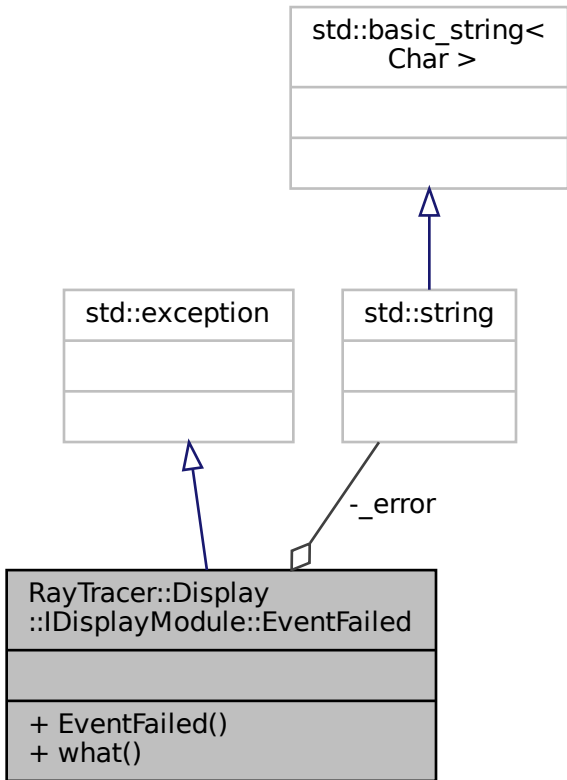 std::basic_string<
Char >
std::exception
std::string
-_error
RayTracer::Display
::IDisplayModule::EventFailed
+ EventFailed()
+ what()